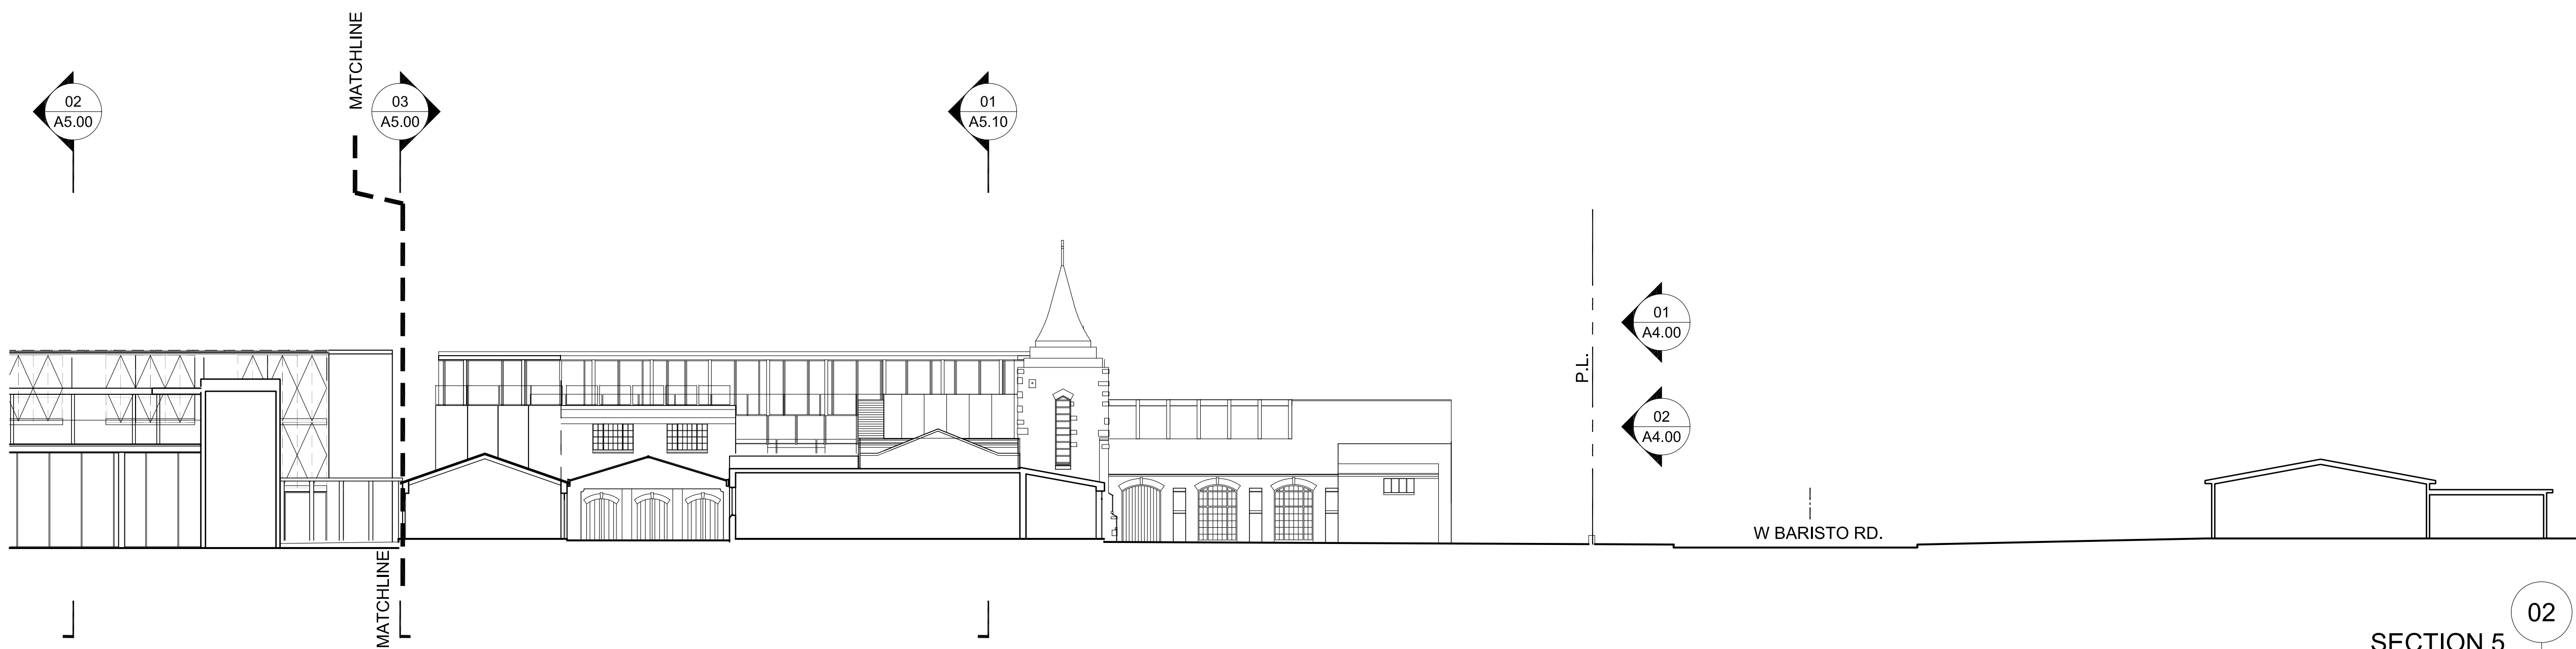 MATCHLINE
02
A5.00
03
A5.00
01
A5.10
01
A4.00
P.L.
02
A4.00
W BARISTO RD.
MATCHLINE
02
SECTION 5